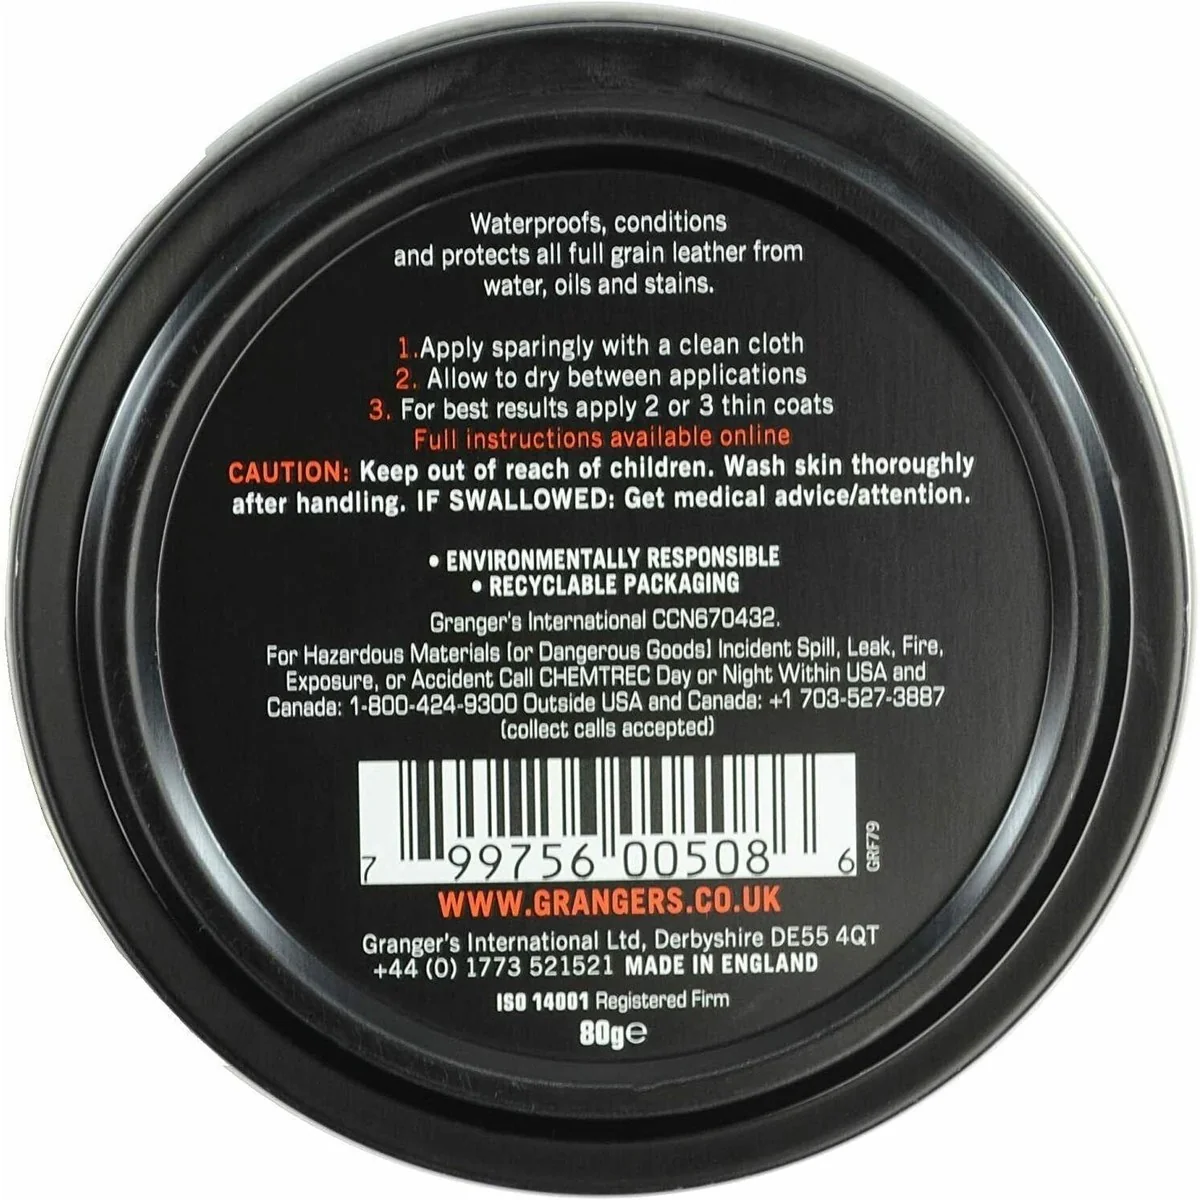 Waterproofs, conditions
and protects all full grain leather from
water, oils and stains.
1.Apply sparingly with a clean cloth
2. Allow to dry between applications
3. For best results apply 2 or 3 thin coats
Full instructions available online
CAUTION: Keep out of reach of children. Wash skin thoroughly
after handling. IF SWALLOWED: Get medical advice/attention.
• ENVIRONMENTALLY RESPONSIBLE
• RECYCLABLE PACKAGING
Granger's International CCN670432.
For Hazardous Materials (or Dangerous Goods) Incident Spill, Leak, Fire,
Exposure, or Accident Call CHEMTREC Day or Night Within USA and
Canada: 1-800-424-9300 Outside USA and Canada: +1 703-527-3887
(collect calls accepted)
7 99756 00508 6
GRF79
WWW.GRANGERS.CO.UK
Granger's International Ltd, Derbyshire DE55 4QT
+44 (0) 1773 521521 MADE IN ENGLAND
ISO 14001 Registered Firm
80g℮